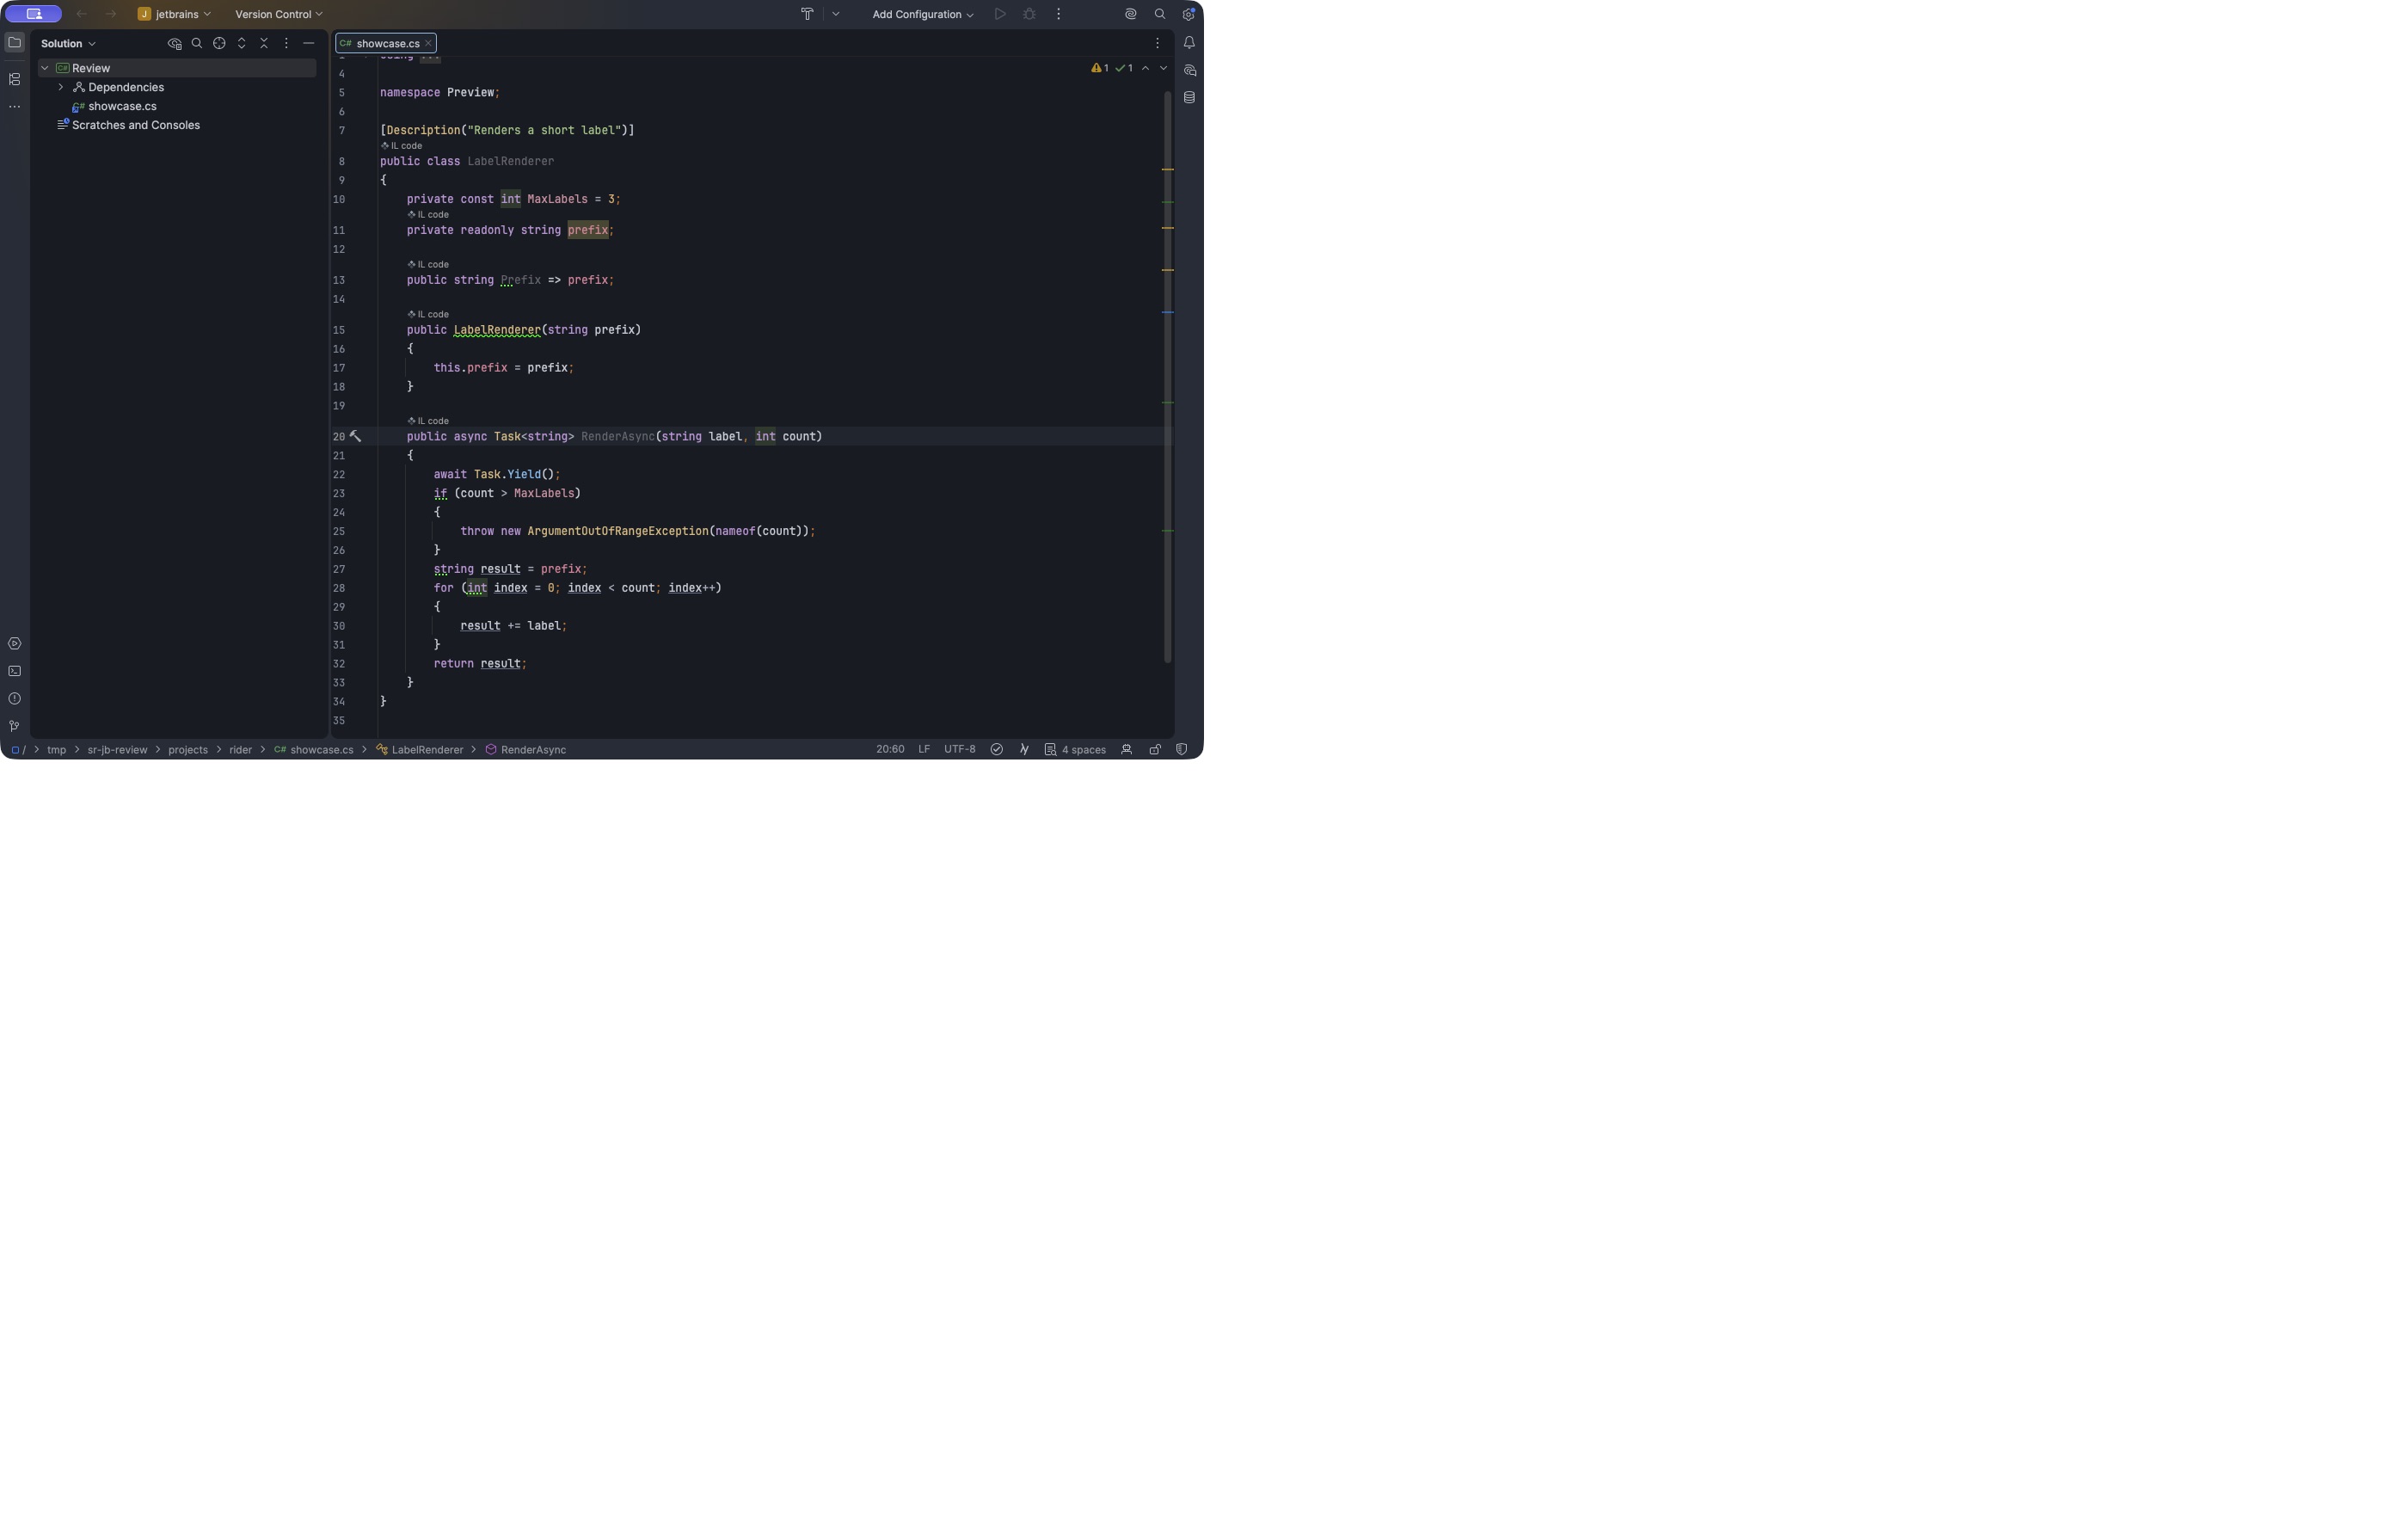 jetbrains
Version Control
Add Configuration
Solution
Review
Dependencies
showcase.cs
Scratches and Consoles
showcase.cs
1 1
4
5 namespace Preview;
6
7 [Description("Renders a short label")]
IL code
8 public class LabelRenderer
9 {
10 private const int MaxLabels = 3;
IL code
11 private readonly string prefix;
12
IL code
13 public string Prefix => prefix;
14
IL code
15 public LabelRenderer(string prefix)
16 {
17 this.prefix = prefix;
18 }
19
IL code
20 public async Task<string> RenderAsync(string label, int count)
21 {
22 await Task.Yield();
23 if (count > MaxLabels)
24 {
25 throw new ArgumentOutOfRangeException(nameof(count));
26 }
27 string result = prefix;
28 for (int index = 0; index < count; index++)
29 {
30 result += label;
31 }
32 return result;
33 }
34 }
35
/ tmp sr-jb-review projects rider C# showcase.cs LabelRenderer RenderAsync
20:60 LF UTF-8 4 spaces